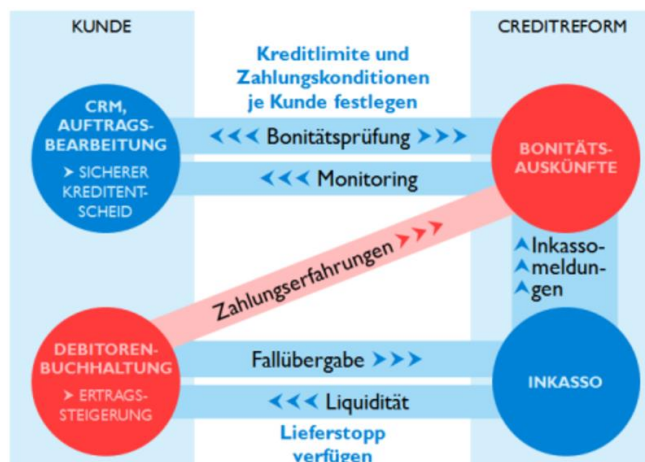 KUNDE
CREDITREFORM
Kreditlimite und
Zahlungskonditionen
je Kunde festlegen
CRM,
AUFTRAGS-
BEARBEITUNG
➤ SICHERER
KREDITENT-
SCHEID
Bonitätsprüfung
Monitoring
BONITÄTS-
AUSKÜNFTE
Zahlungserfahrungen
Inkasso-
meldun-
gen
DEBITOREN-
BUCHHALTUNG
➤ ERTRAGS-
STEIGERUNG
Fallübergabe
Liquidität
INKASSO
Lieferstopp
verfügen